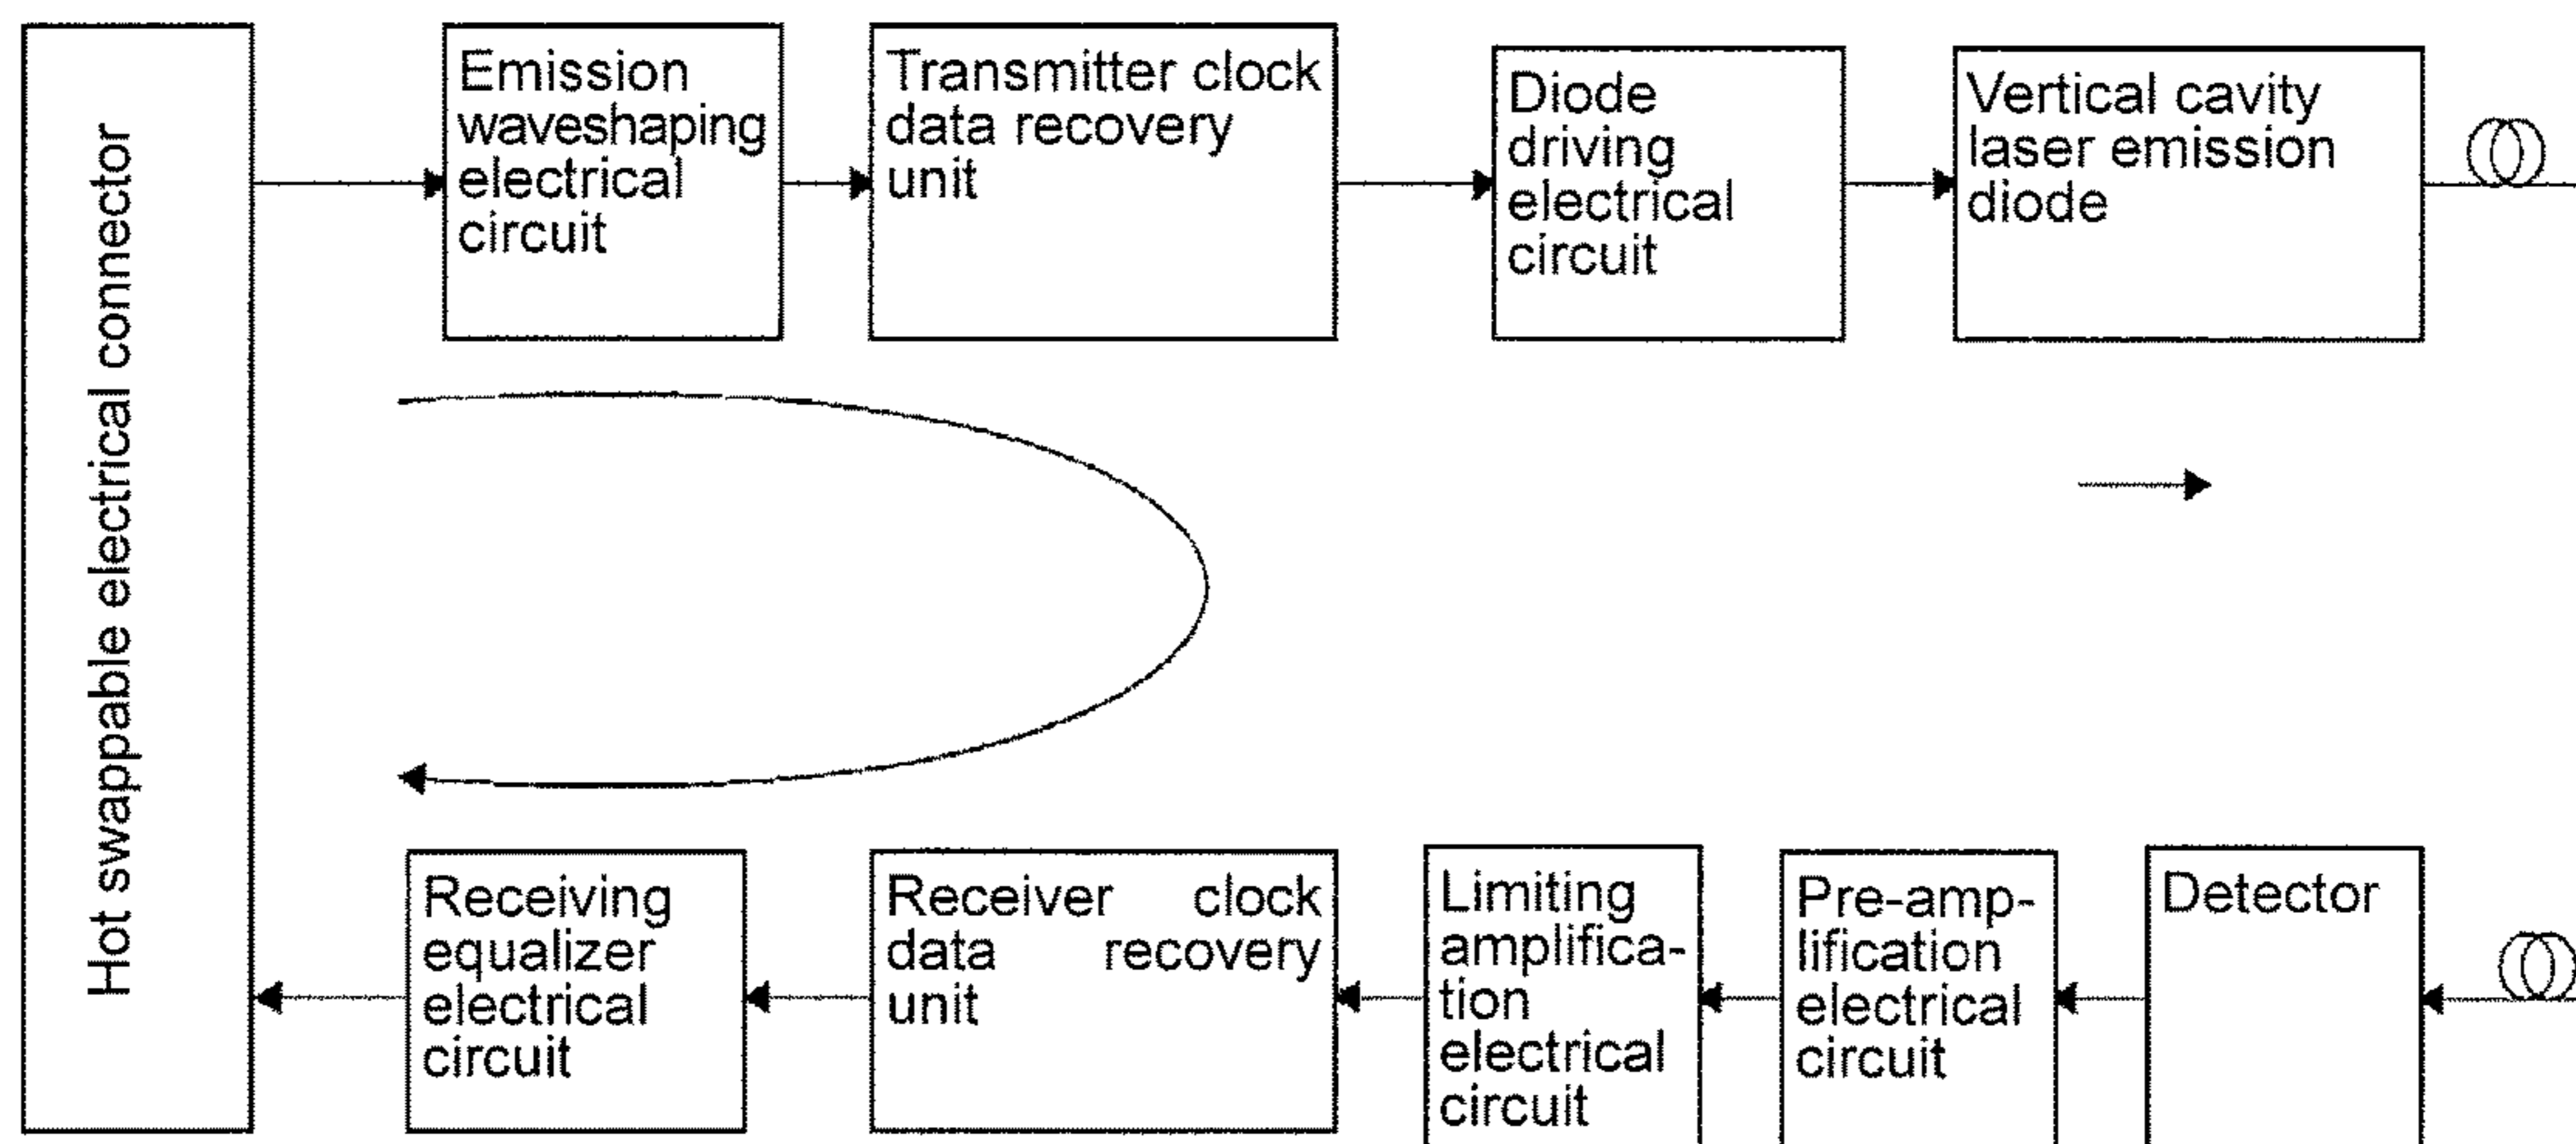 Hot swappable electrical connector
Emission
waveshaping
electrical
circuit
Transmitter clock
data recovery
unit
Diode
driving
electrical
circuit
Vertical cavity
laser emission
diode
Receiving
equalizer
electrical
circuit
Receiver clock
data recovery
unit
Limiting
amplifica-
tion
electrical
circuit
Pre-amp-
lification
electrical
circuit
Detector